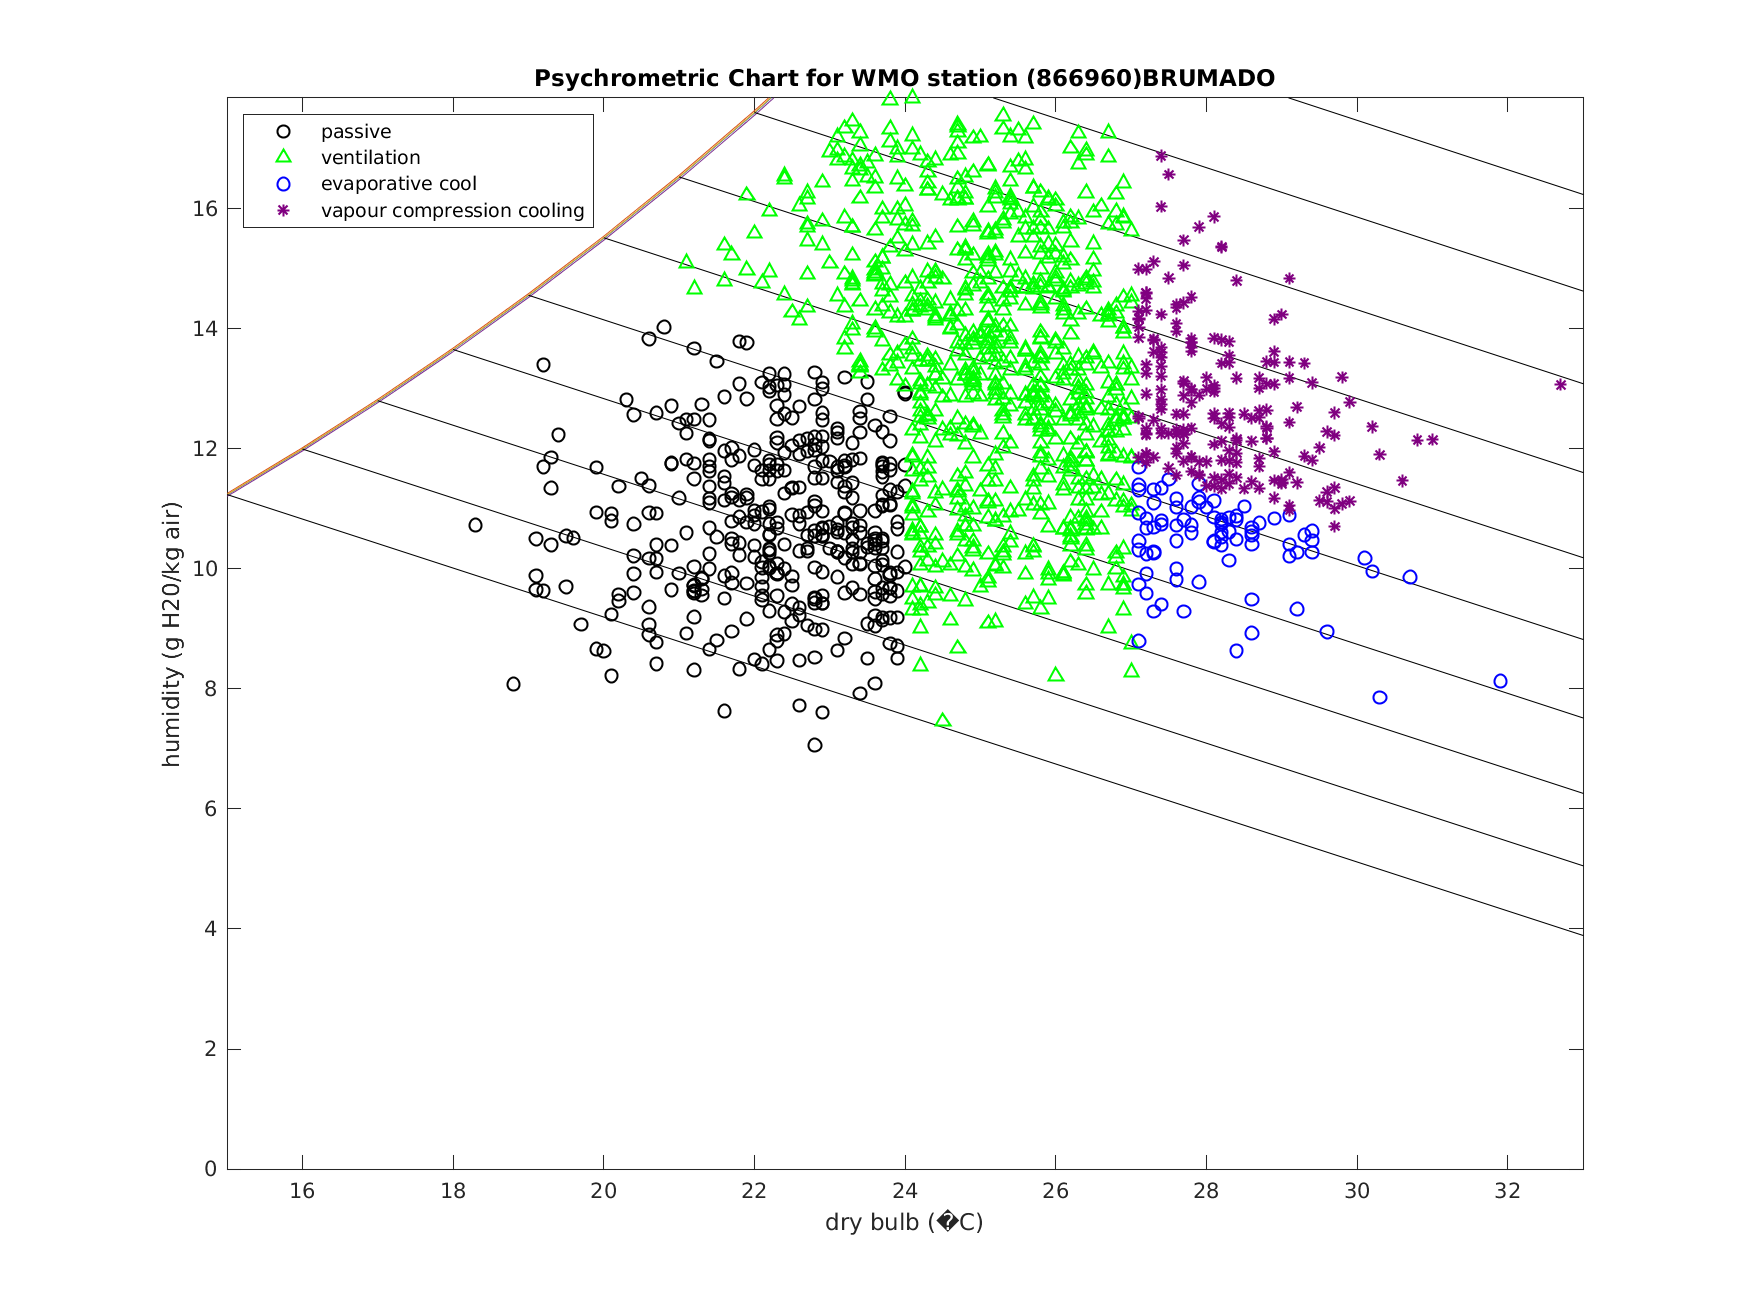 Psychrometric Chart for WMO station (866960)BRUMADO
passive
ventilation
evaporative cool
vapour compression cooling
humidity (g H20/kg air)
16
14
12
10
8
6
4
2
0
16 18 20 22 24 26 28 30 32
dry bulb (�C)